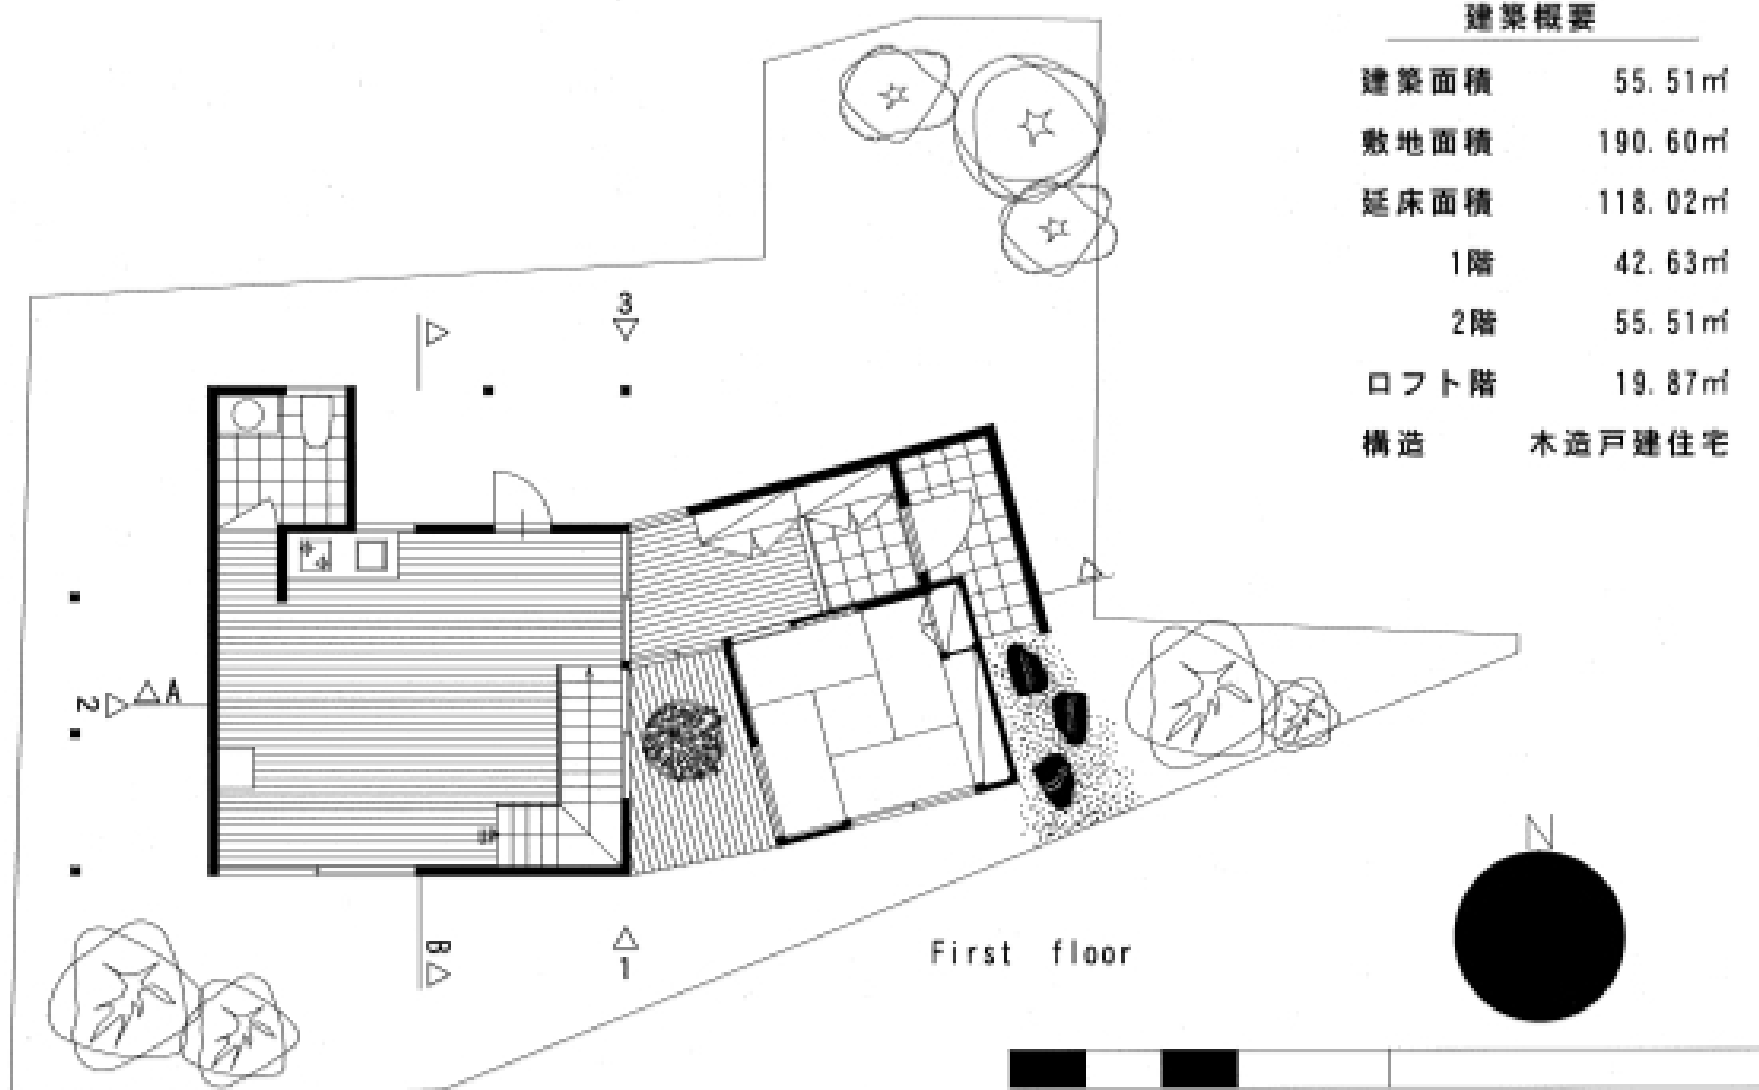 建築概要
建築面積 55.51㎡
敷地面積 190.60㎡
延床面積 118.02㎡
1階 42.63㎡
2階 55.51㎡
ロフト階 19.87㎡
構造 木造戸建住宅
3
2
A
B
1
First floor
N